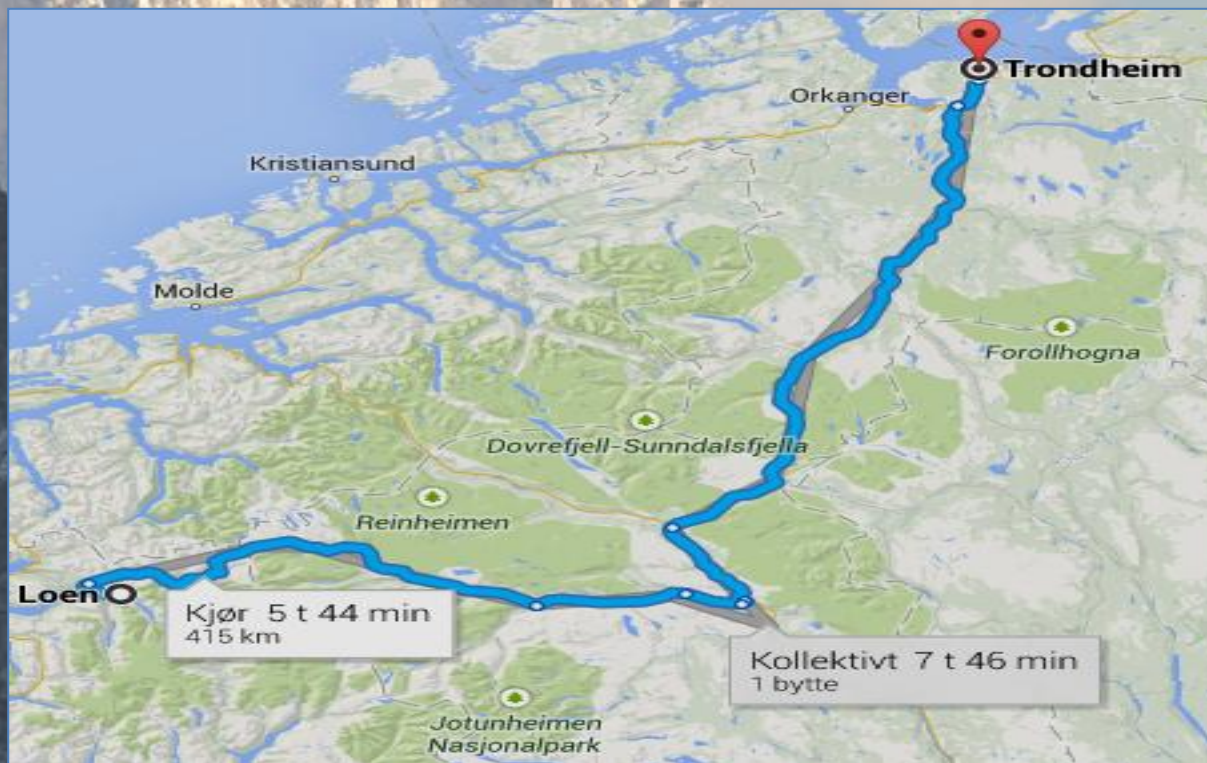 Trondheim
Orkanger
Kristiansund
Molde
Forollhogna
Dovrefjell-Sunndalsfjella
Reinheimen
Loen
Kjør 5 t 44 min
415 km
Kollektivt 7 t 46 min
1 bytte
Jotunheimen
Nasjonalpark